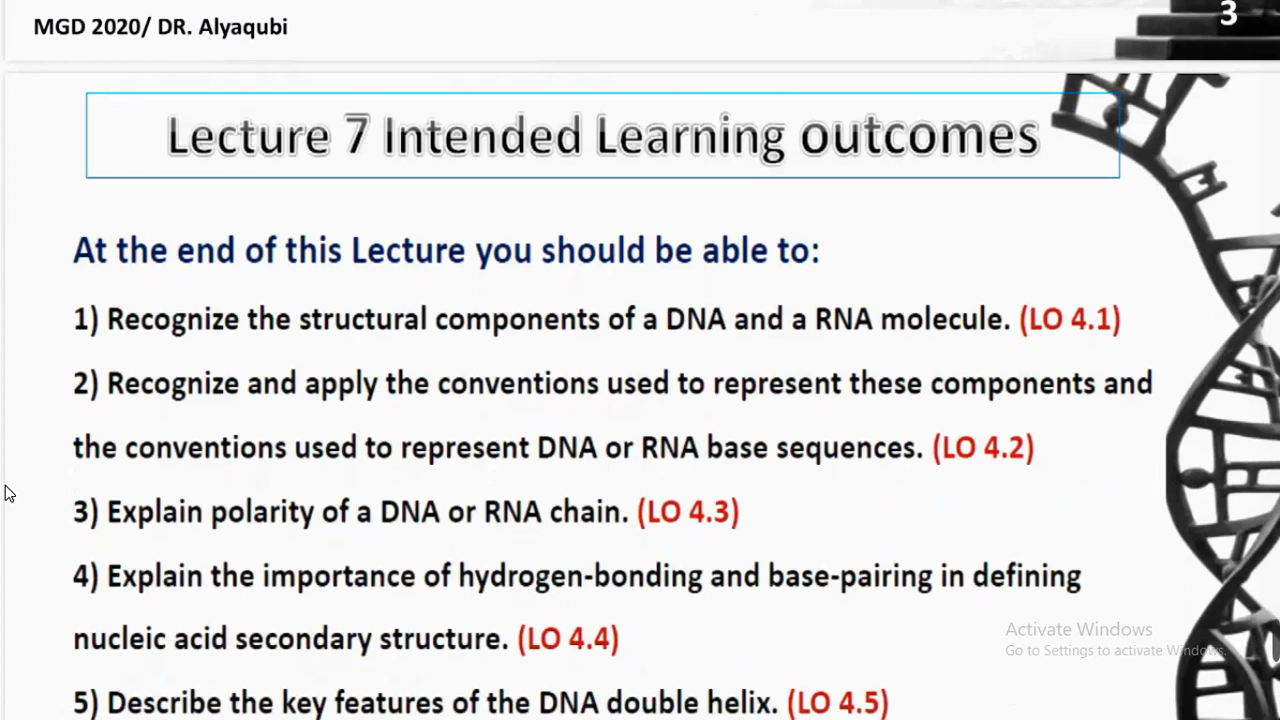 MGD 2020/ DR. Alyaqubi
3
Lecture 7 Intended Learning outcomes
At the end of this Lecture you should be able to:
1) Recognize the structural components of a DNA and a RNA molecule. (LO 4.1)
2) Recognize and apply the conventions used to represent these components and
the conventions used to represent DNA or RNA base sequences. (LO 4.2)
3) Explain polarity of a DNA or RNA chain. (LO 4.3)
4) Explain the importance of hydrogen-bonding and base-pairing in defining
nucleic acid secondary structure. (LO 4.4)
Activate Windows
Go to Settings to activate Windows.
5) Describe the key features of the DNA double helix. (LO 4.5)